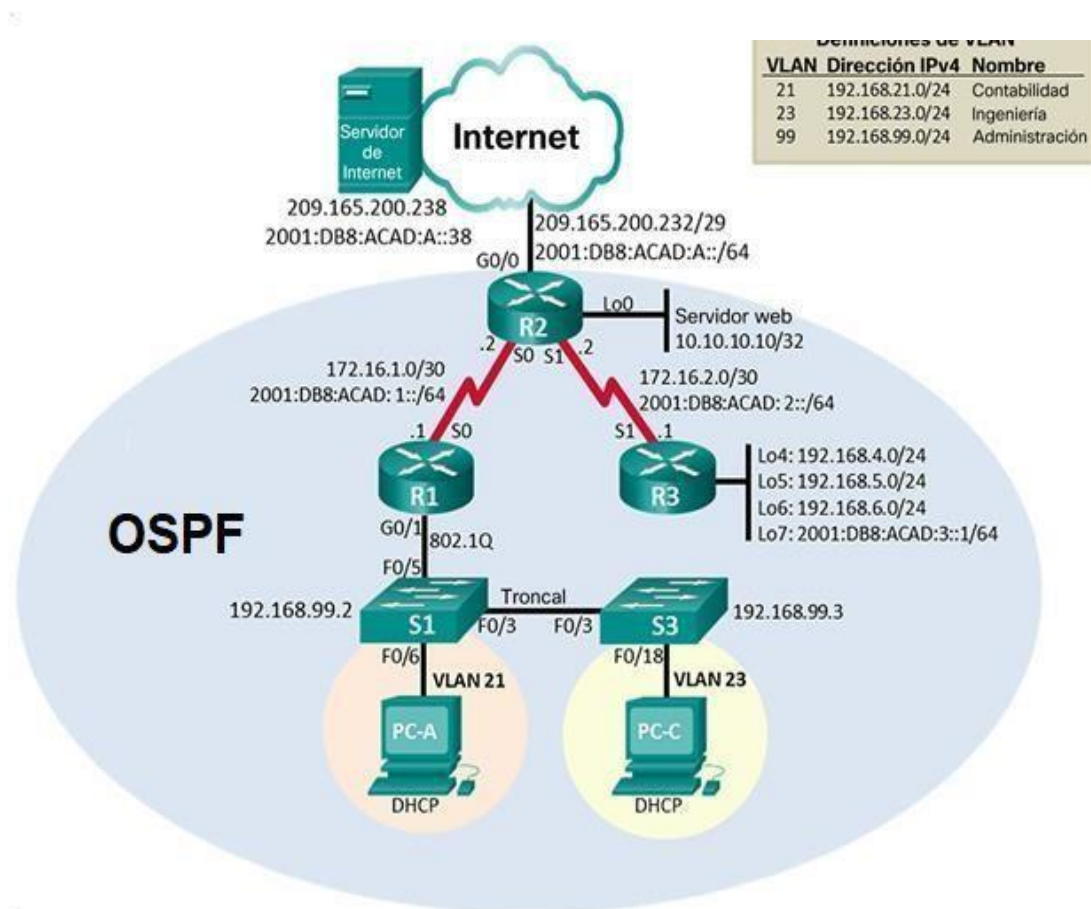 Definiciones de VLAN
VLAN Dirección IPv4 Nombre
21 192.168.21.0/24 Contabilidad
23 192.168.23.0/24 Ingeniería
99 192.168.99.0/24 Administración
Servidor
de
Internet
Internet
209.165.200.238
2001:DB8:ACAD:A::38
209.165.200.232/29
2001:DB8:ACAD:A::/64
G0/0
R2
Lo0
Servidor web
10.10.10.10/32
.2
S0
S1
.2
172.16.1.0/30
2001:DB8:ACAD: 1::/64
172.16.2.0/30
2001:DB8:ACAD: 2::/64
.1
S0
S1
.1
R1
R3
Lo4: 192.168.4.0/24
Lo5: 192.168.5.0/24
Lo6: 192.168.6.0/24
Lo7: 2001:DB8:ACAD:3::1/64
OSPF
G0/1
802.1Q
F0/5
192.168.99.2
S1
Troncal
F0/3
F0/3
S3
192.168.99.3
F0/6
VLAN 21
F0/18
VLAN 23
PC-A
PC-C
DHCP
DHCP